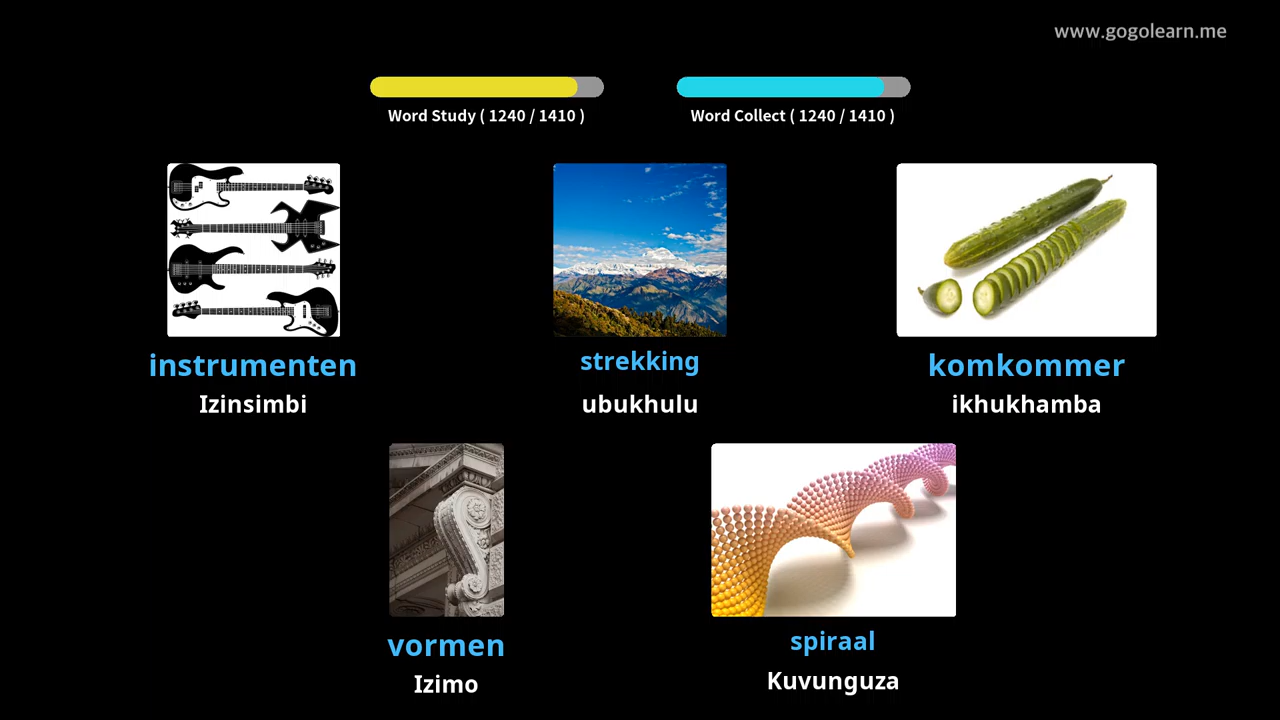 www.gogolearn.me
Word Study ( 1240 / 1410 )
Word Collect ( 1240 / 1410 )
instrumenten
strekking
komkommer
Izinsimbi
ubukhulu
ikhukhamba
vormen
spiraal
Izimo
Kuvunguza